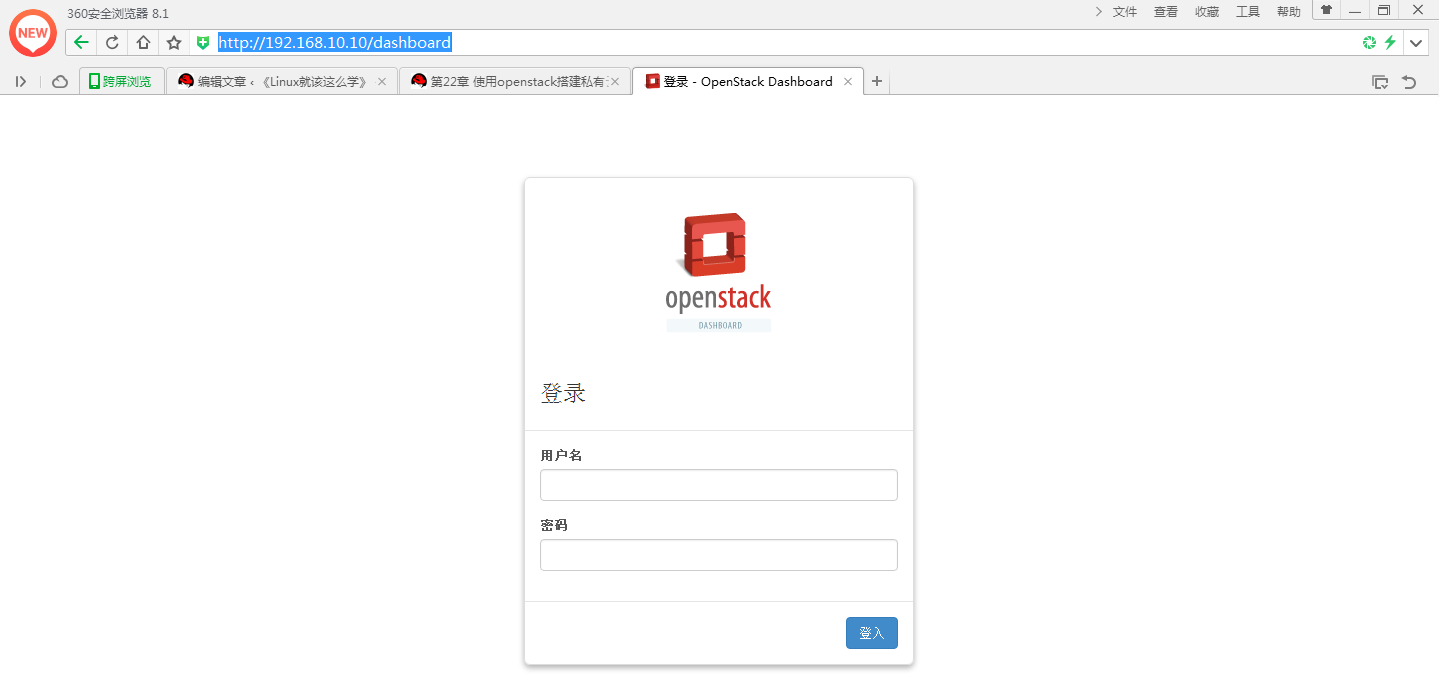 360安全浏览器 8.1
文件 查看 收藏 工具 帮助
NEW
http://192.168.10.10/dashboard
跨屏浏览 编辑文章 ‹ 《Linux就该这么学》 第22章 使用openstack搭建私有 登录 - OpenStack Dashboard
openstack
DASHBOARD
登录
用户名
密码
登入